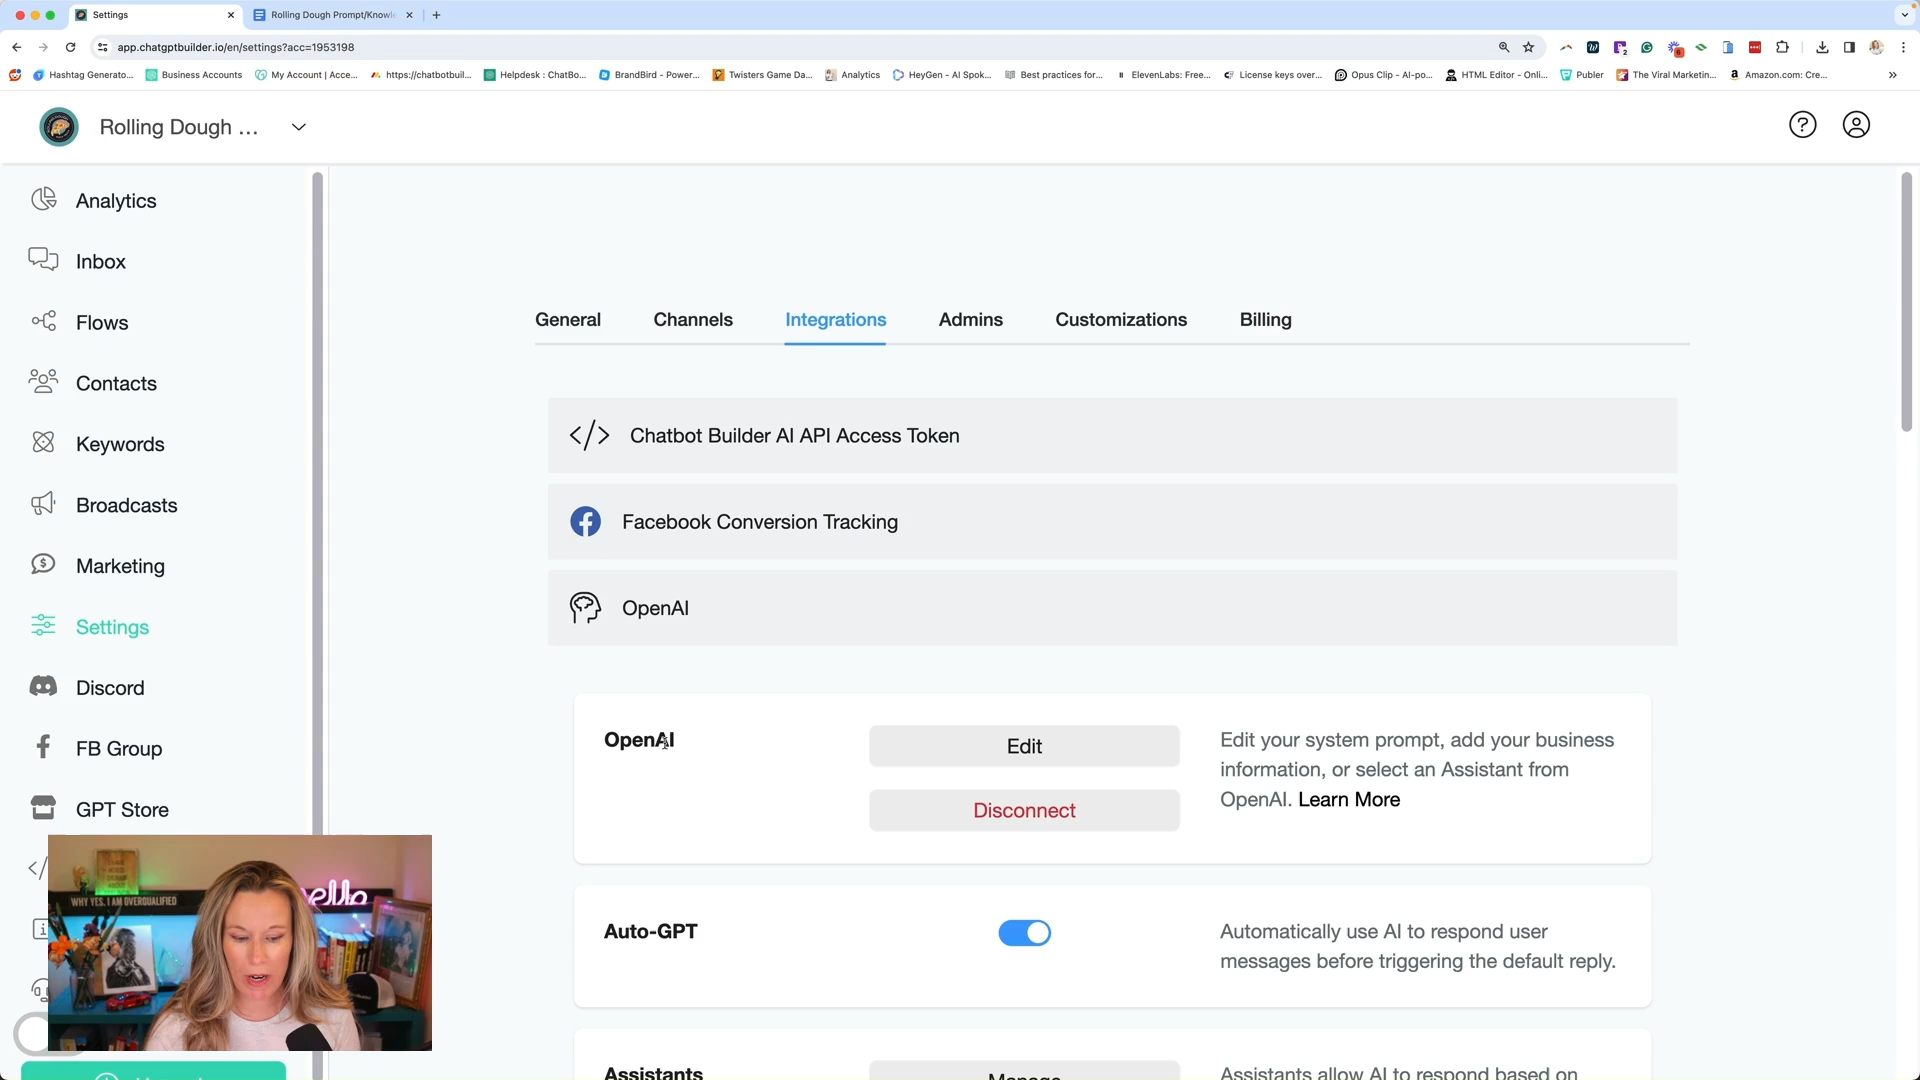 Settings
Rolling Dough Prompt/Knowl
app.chatgptbuilder.io/en/settings?acc=1953198
Hashtag Generato...
Business Accounts
My Account | Acce...
https://chatbotbuil...
Helpdesk : ChatBo...
BrandBird - Power...
Twisters Game Da...
Analytics
HeyGen - AI Spok...
Best practices for...
ElevenLabs: Free...
License keys over...
Opus Clip - AI-po...
HTML Editor - Onli...
Publer
The Viral Marketin...
Amazon.com: Cre...
Rolling Dough ...
Analytics
Inbox
Flows
Contacts
Keywords
Broadcasts
Marketing
Settings
Discord
FB Group
GPT Store
General
Channels
Integrations
Admins
Customizations
Billing
Chatbot Builder AI API Access Token
Facebook Conversion Tracking
OpenAI
OpenAI
Edit
Disconnect
Edit your system prompt, add your business
information, or select an Assistant from
OpenAI. Learn More
Auto-GPT
Automatically use AI to respond user
messages before triggering the default reply.
Assistants
Manage
Assistants allow AI to respond based on
WHY YES, I AM OVERQUALIFIED
hello